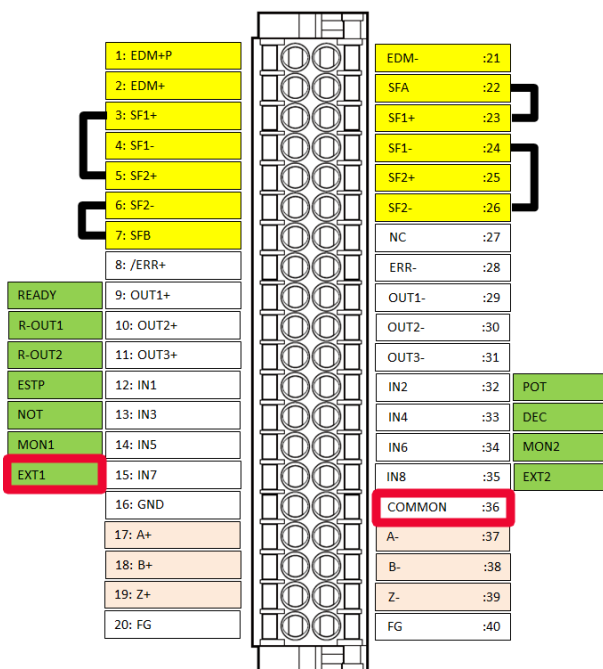 1: EDM+P EDM- :21
2: EDM+ SFA :22
3: SF1+ SF1+ :23
4: SF1- SF1- :24
5: SF2+ SF2+ :25
6: SF2- SF2- :26
7: SFB NC :27
8: /ERR+ ERR- :28
READY 9: OUT1+ OUT1- :29
R-OUT1 10: OUT2+ OUT2- :30
R-OUT2 11: OUT3+ OUT3- :31
ESTP 12: IN1 IN2 :32 POT
NOT 13: IN3 IN4 :33 DEC
MON1 14: IN5 IN6 :34 MON2
EXT1 15: IN7 IN8 :35 EXT2
16: GND COMMON :36
17: A+ A- :37
18: B+ B- :38
19: Z+ Z- :39
20: FG FG :40